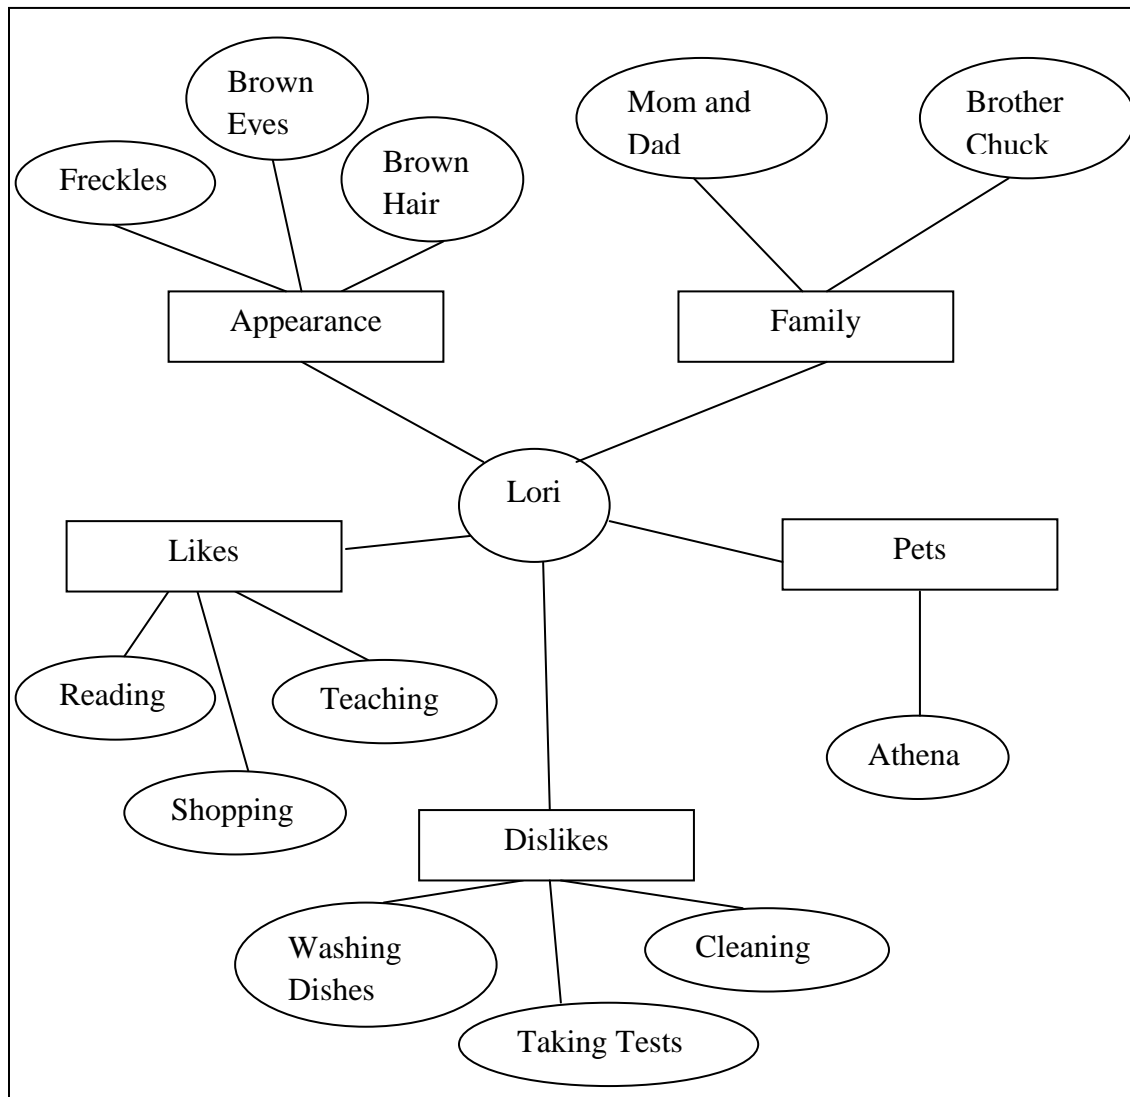 Brown
Eyes
Mom and
Dad
Brother
Chuck
Freckles
Brown
Hair
Appearance
Family
Lori
Likes
Pets
Reading
Teaching
Athena
Shopping
Dislikes
Washing
Dishes
Cleaning
Taking Tests